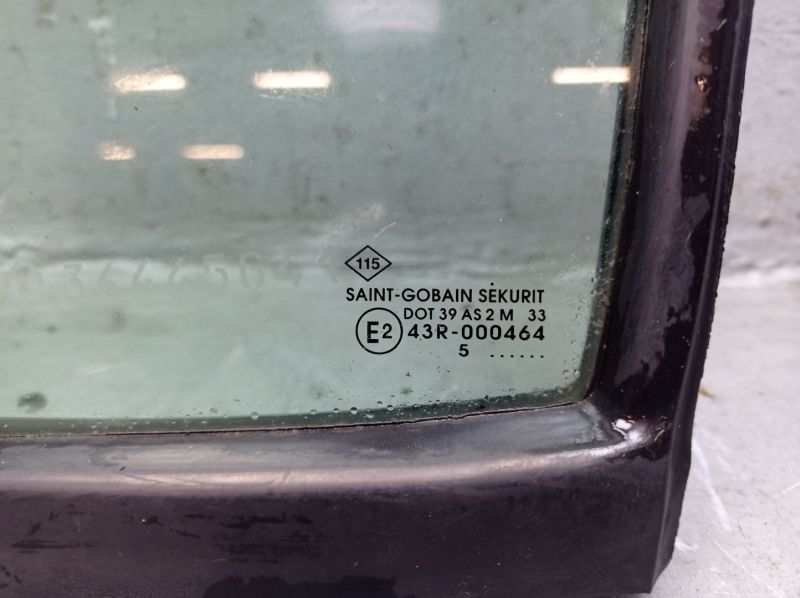 115
SAINT-GOBAIN SEKURIT
DOT 39 AS 2 M 33
E2 43R-000464
5 ......